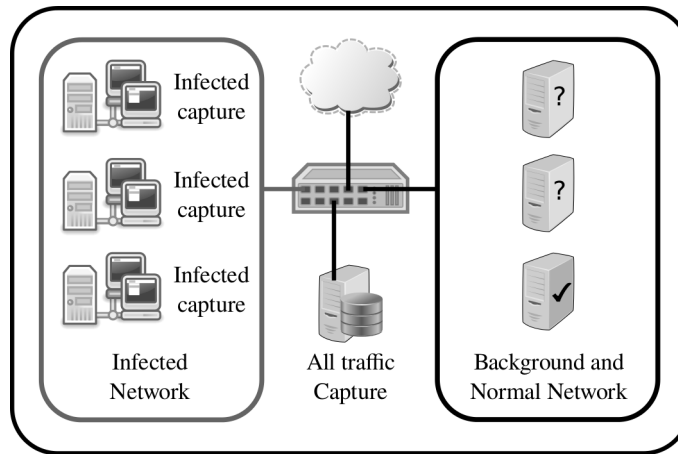 Infected
capture
Infected
capture
Infected
capture
Infected
Network
All traffic
Capture
?
?
✓
Background and
Normal Network